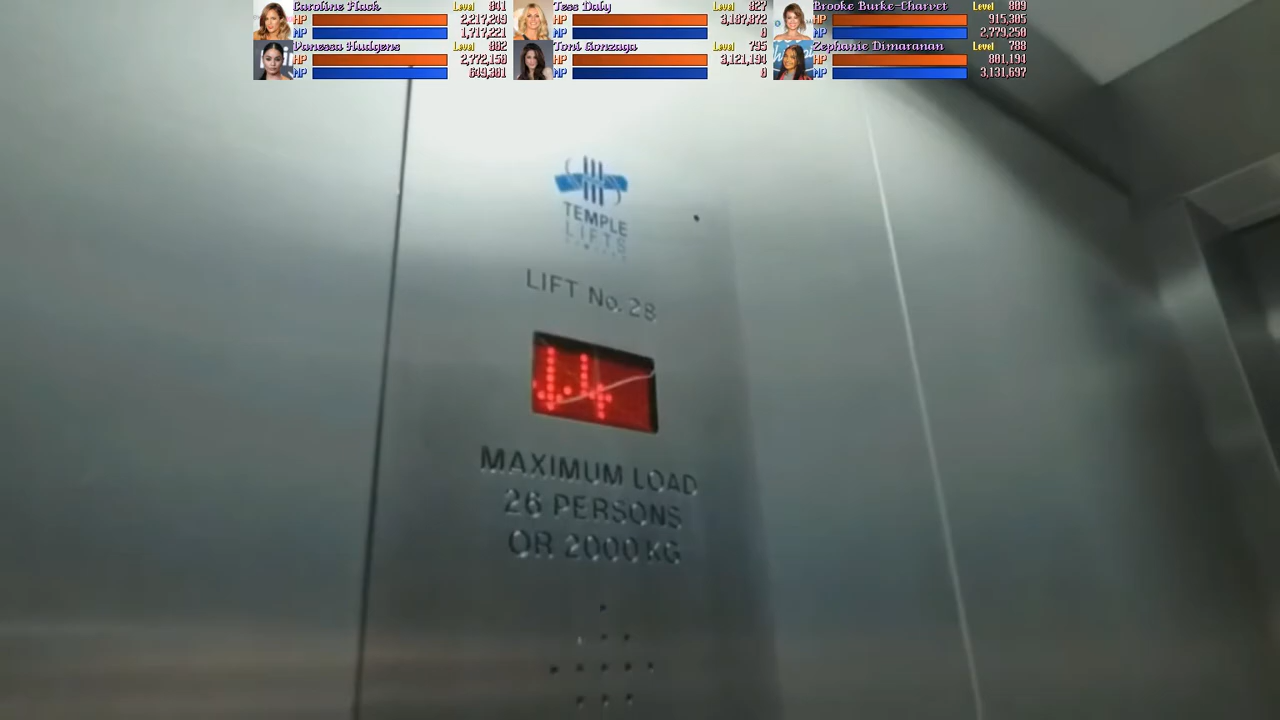 Caroline Flack Level 841
HP 2,217,209
MP 1,717,221
Tess Daly Level 827
HP 3,187,872
MP 0
Brooke Burke-Charvet Level 809
HP 915,305
MP 2,779,250
Vanessa Hudgens Level 802
HP 2,772,150
MP 649,301
Toni Gonzaga Level 795
HP 3,121,194
MP 0
Zephanie Dimaranan Level 788
HP 881,194
MP 3,131,697
TEMPLE
LIFTS
LIFT No. 28
↓4
MAXIMUM LOAD
26 PERSONS
OR 2000 KG